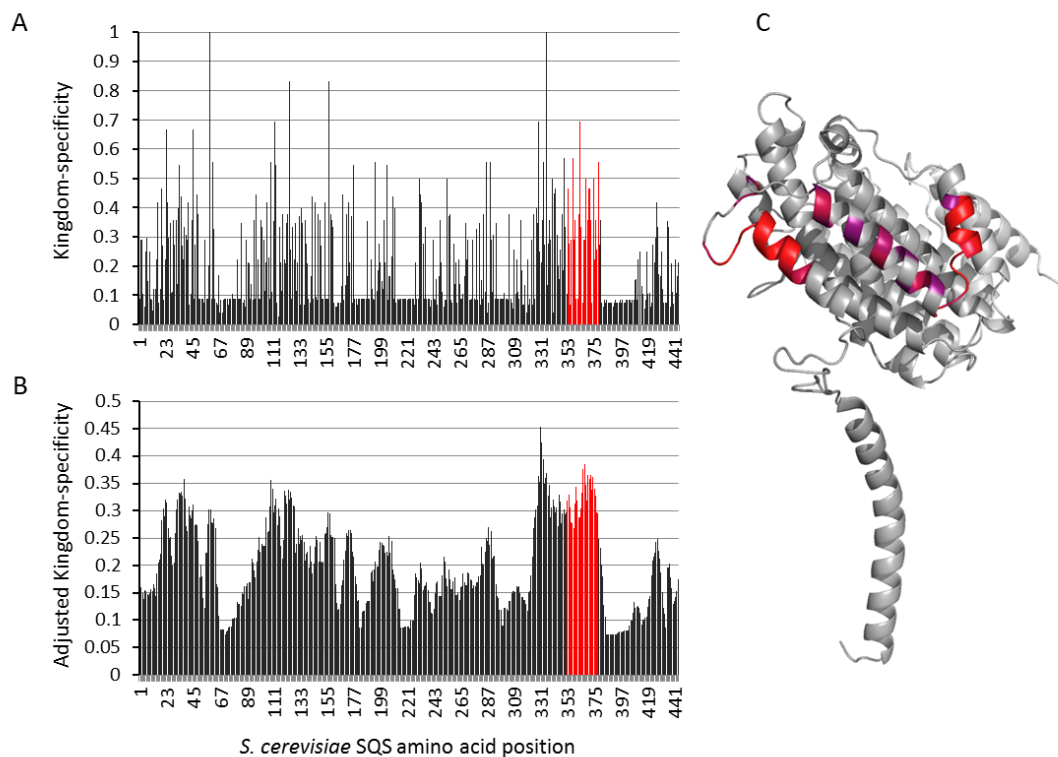 A
Kingdom-specificity
1
0.9
0.8
0.7
0.6
0.5
0.4
0.3
0.2
0.1
0
1 23 45 67 89 111 133 155 177 199 221 243 265 287 309 331 353 375 397 419 441
B
Adjusted Kingdom-specificity
0.5
0.45
0.4
0.35
0.3
0.25
0.2
0.15
0.1
0.05
0
1 23 45 67 89 111 133 155 177 199 221 243 265 287 309 331 353 375 397 419 441
S. cerevisiae SQS amino acid position
C